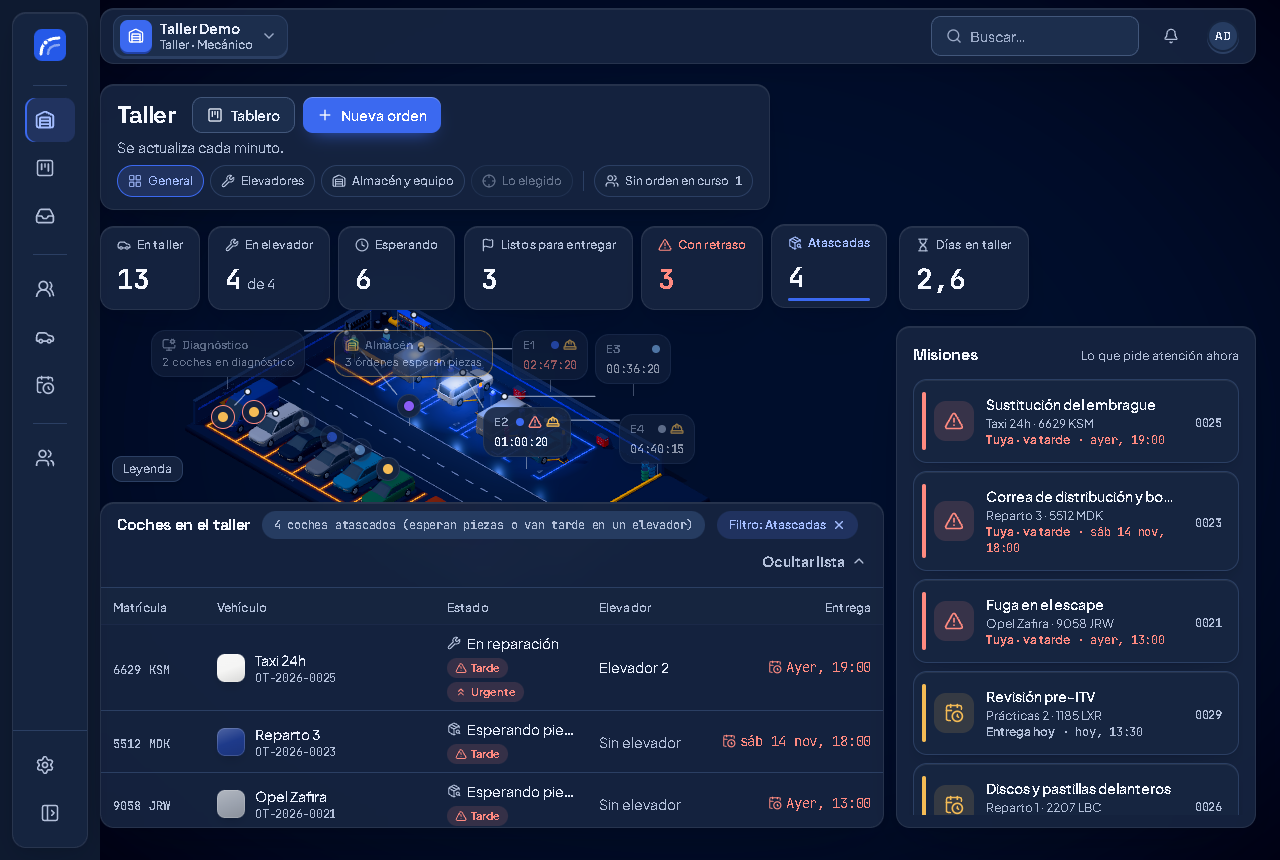 Taller Demo
Taller · Mecánico
Buscar...
AD
Taller
Tablero
Nueva orden
Se actualiza cada minuto.
General
Elevadores
Almacén y equipo
Lo elegido
Sin orden en curso 1
En taller
13
En elevador
4 de 4
Esperando
6
Listos para entregar
3
Con retraso
3
Atascadas
4
Días en taller
2,6
Diagnóstico
2 coches en diagnóstico
Almacén
3 órdenes esperan piezas
E1
02:47:20
E3
00:36:20
E2
01:00:20
E4
04:40:15
Leyenda
Misiones
Lo que pide atención ahora
Sustitución del embrague
Taxi 24h · 6629 KSM
Tuya · va tarde · ayer, 19:00
0025
Correa de distribución y bo...
Reparto 3 · 5512 MDK
Tuya · va tarde · sáb 14 nov,
18:00
0023
Fuga en el escape
Opel Zafira · 9058 JRW
Tuya · va tarde · ayer, 13:00
0021
Revisión pre-ITV
Prácticas 2 · 1185 LXR
Entrega hoy · hoy, 13:30
0029
Discos y pastillas delanteros
Reparto 1 · 2207 LBC
0026
Coches en el taller
4 coches atascados (esperan piezas o van tarde en un elevador)
Filtro: Atascadas
Ocultar lista
Matrícula
Vehículo
Estado
Elevador
Entrega
6629 KSM
Taxi 24h
OT-2026-0025
En reparación
Tarde
Urgente
Elevador 2
Ayer, 19:00
5512 MDK
Reparto 3
OT-2026-0023
Esperando pie...
Tarde
Sin elevador
sáb 14 nov, 18:00
9058 JRW
Opel Zafira
OT-2026-0021
Esperando pie...
Tarde
Sin elevador
Ayer, 13:00